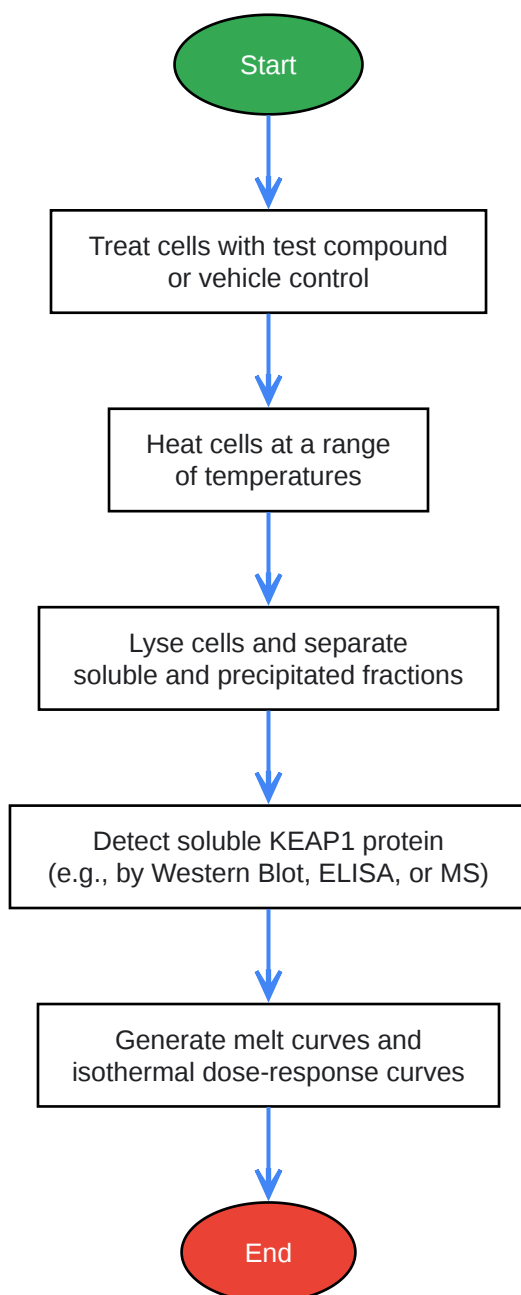 Start
Treat cells with test compound
or vehicle control
Heat cells at a range
of temperatures
Lyse cells and separate
soluble and precipitated fractions
Detect soluble KEAP1 protein
(e.g., by Western Blot, ELISA, or MS)
Generate melt curves and
isothermal dose-response curves
End